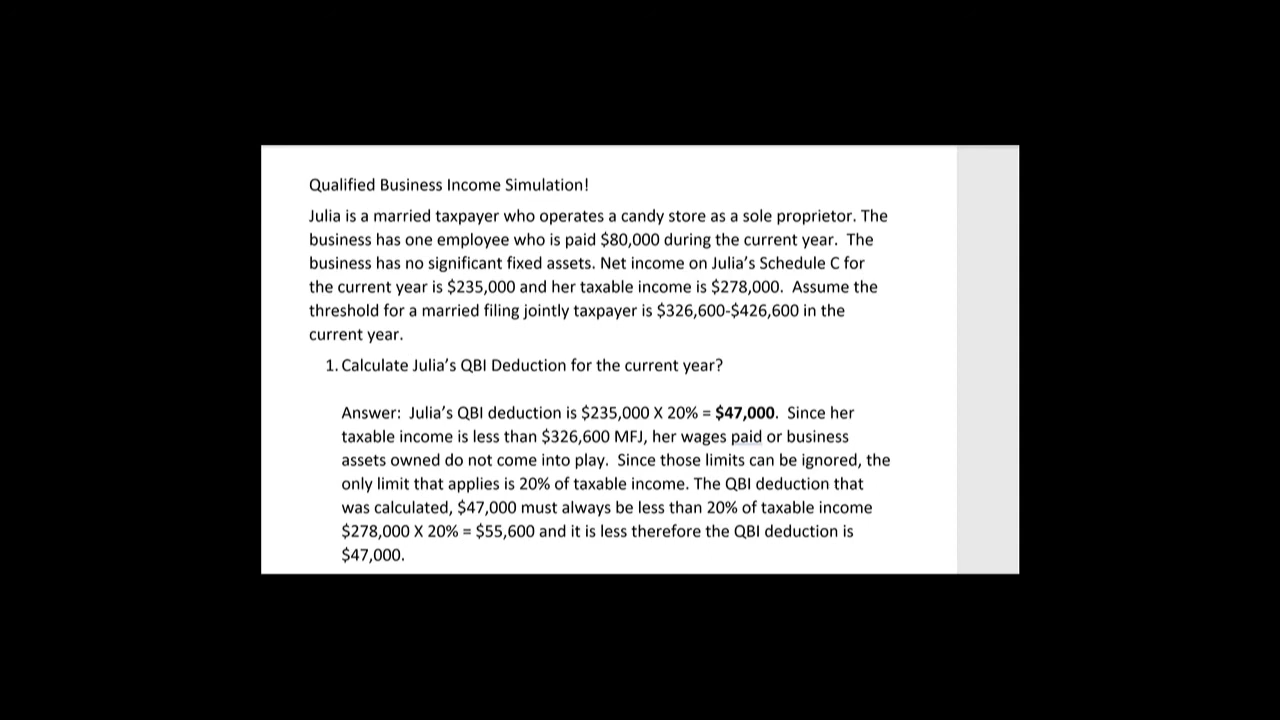 Qualified Business Income Simulation!
Julia is a married taxpayer who operates a candy store as a sole proprietor. The
business has one employee who is paid $80,000 during the current year.  The
business has no significant fixed assets. Net income on Julia’s Schedule C for
the current year is $235,000 and her taxable income is $278,000.  Assume the
threshold for a married filing jointly taxpayer is $326,600-$426,600 in the
current year.
1. Calculate Julia’s QBI Deduction for the current year?
Answer:  Julia’s QBI deduction is $235,000 X 20% = $47,000.  Since her
taxable income is less than $326,600 MFJ, her wages paid or business
assets owned do not come into play.  Since those limits can be ignored, the
only limit that applies is 20% of taxable income. The QBI deduction that
was calculated, $47,000 must always be less than 20% of taxable income
$278,000 X 20% = $55,600 and it is less therefore the QBI deduction is
$47,000.